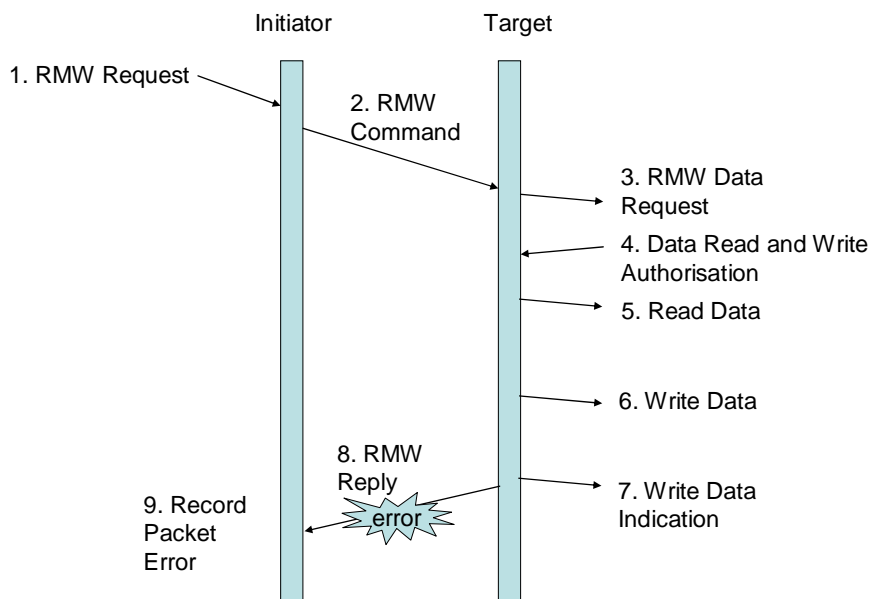 Initiator
Target
1. RMW Request
2. RMW
Command
3. RMW Data
Request
4. Data Read and Write
Authorisation
5. Read Data
6. Write Data
8. RMW
Reply
7. Write Data
Indication
error
9. Record
Packet
Error